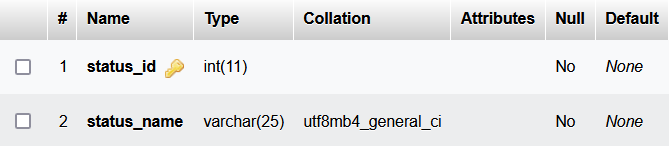 # Name Type Collation Attributes Null Default
1 status_id int(11) No None
2 status_name varchar(25) utf8mb4_general_ci No None